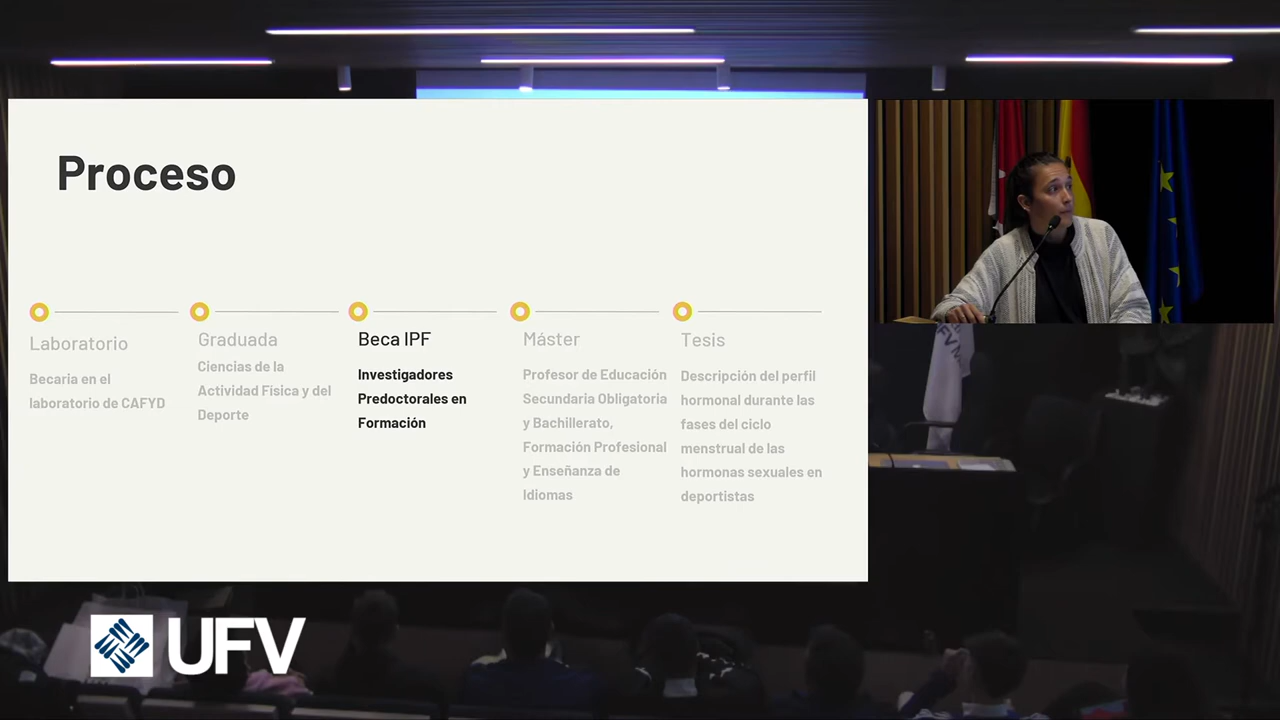 Proceso
Laboratorio
Becaria en el
laboratorio de CAFYD
Graduada
Ciencias de la
Actividad Física y del
Deporte
Beca IPF
Investigadores
Predoctorales en
Formación
Máster
Profesor de Educación
Secundaria Obligatoria
y Bachillerato,
Formación Profesional
y Enseñanza de
Idiomas
Tesis
Descripción del perfil
hormonal durante las
fases del ciclo
menstrual de las
hormonas sexuales en
deportistas
UFV